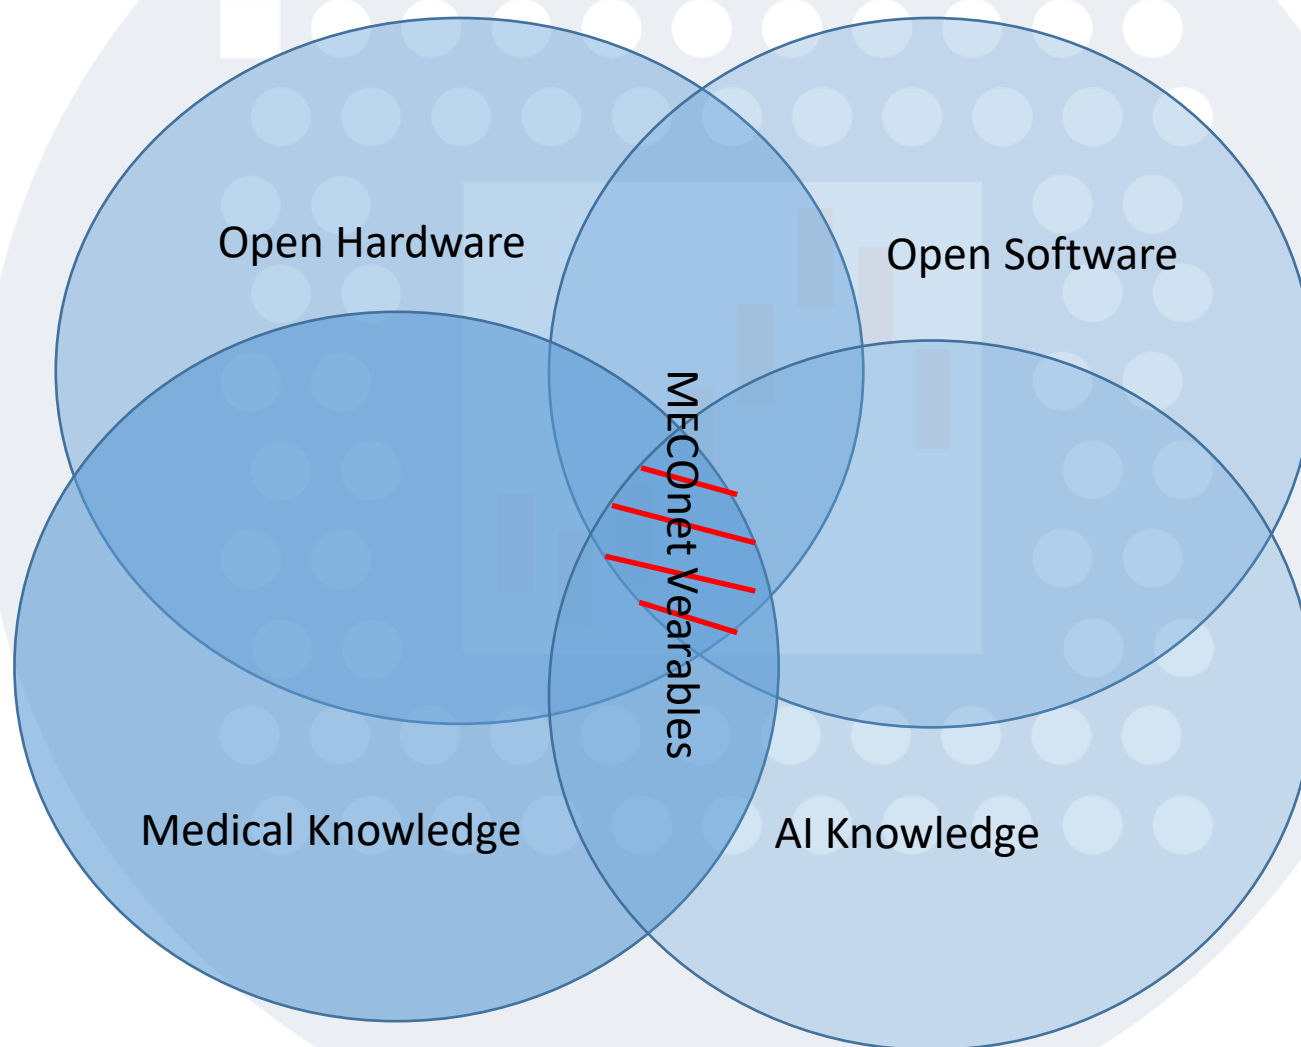 Open Hardware
Open Software
MECOnet Vearables
Medical Knowledge
AI Knowledge